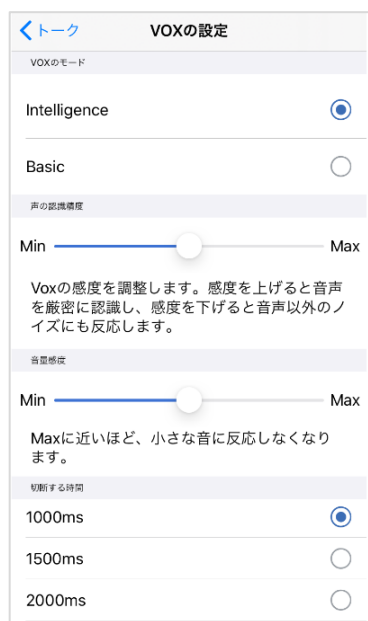 トーク VOXの設定
VOXのモード
Intelligence
Basic
声の認識精度
Min Max
Voxの感度を調整します。感度を上げると音声
を厳密に認識し、感度を下げると音声以外のノ
イズにも反応します。
音量感度
Min Max
Maxに近いほど、小さな音に反応しなくなり
ます。
切断する時間
1000ms
1500ms
2000ms